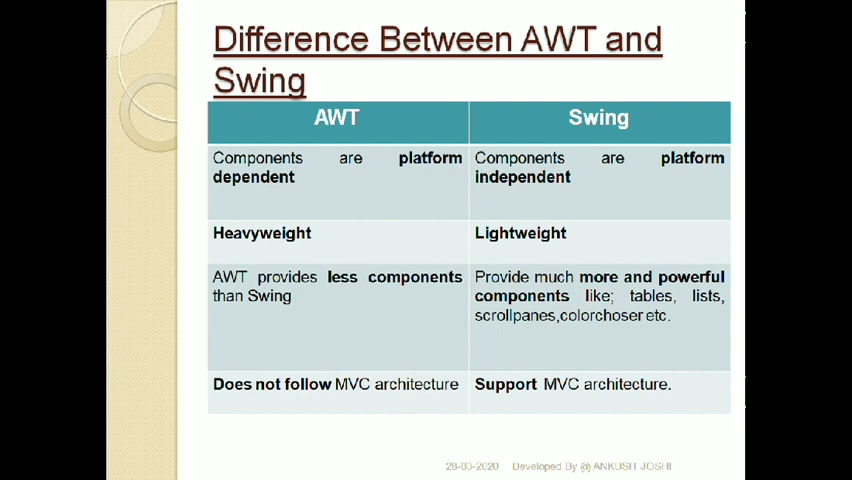 Difference Between AWT and
Swing
AWT
Swing
Components are platform
dependent
Components are platform
independent
Heavyweight
Lightweight
AWT provides less components
than Swing
Provide much more and powerful
components like; tables, lists,
scrollpanes,colorchoser etc.
Does not follow MVC architecture
Support MVC architecture.
28-03-2020 Developed By @ ANKUSH JOSHI